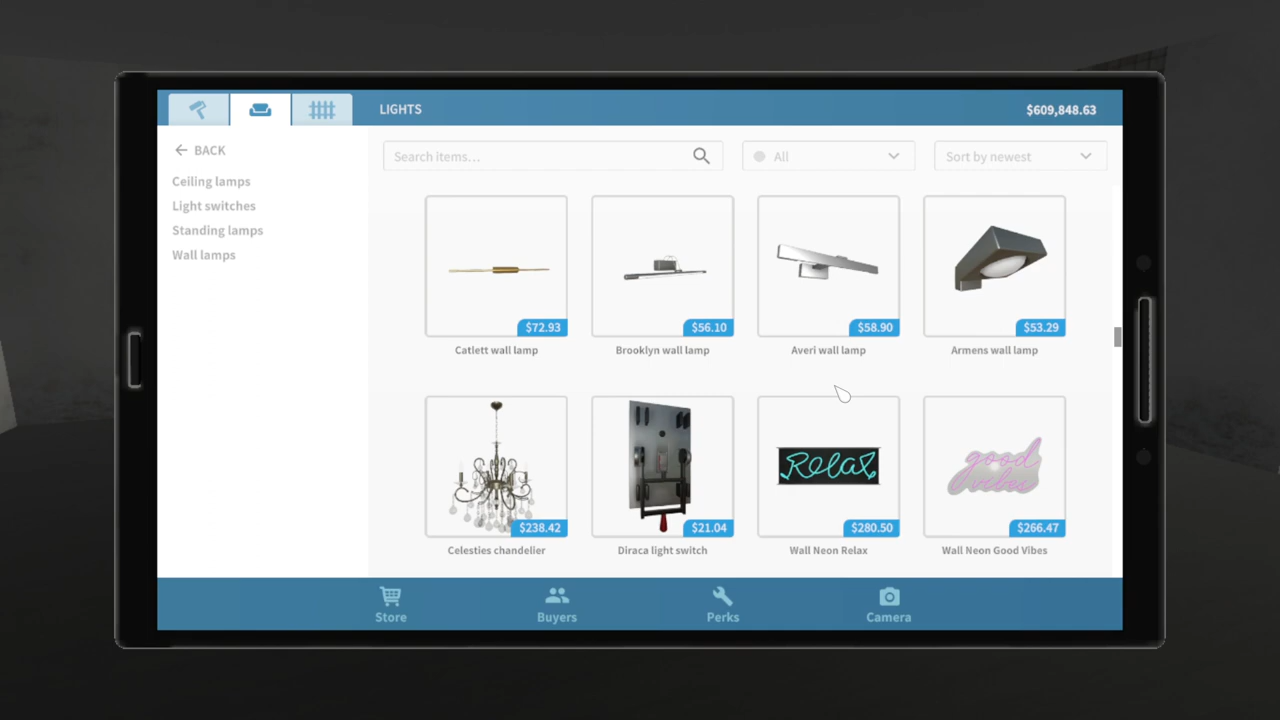 LIGHTS
$609,848.63
BACK
Search items...
All
Sort by newest
Ceiling lamps
Light switches
Standing lamps
Wall lamps
$72.93
$56.10
$58.90
$53.29
Catlett wall lamp
Brooklyn wall lamp
Averi wall lamp
Armens wall lamp
Relax
good
vibes
$238.42
$21.04
$280.50
$266.47
Celesties chandelier
Diraca light switch
Wall Neon Relax
Wall Neon Good Vibes
Store
Buyers
Perks
Camera